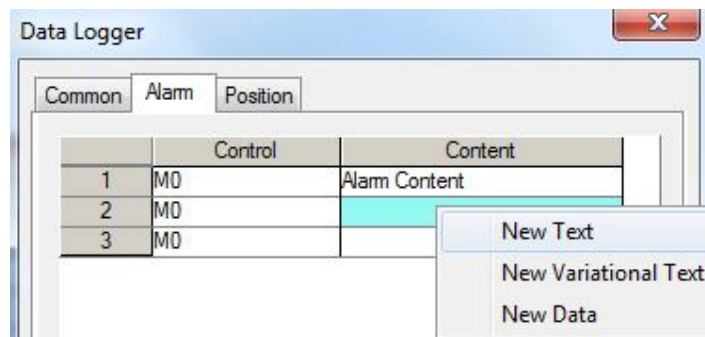 Data Logger
Common Alarm Position
Control Content
1 M0 Alarm Content
2 M0
3 M0
New Text
New Variational Text
New Data